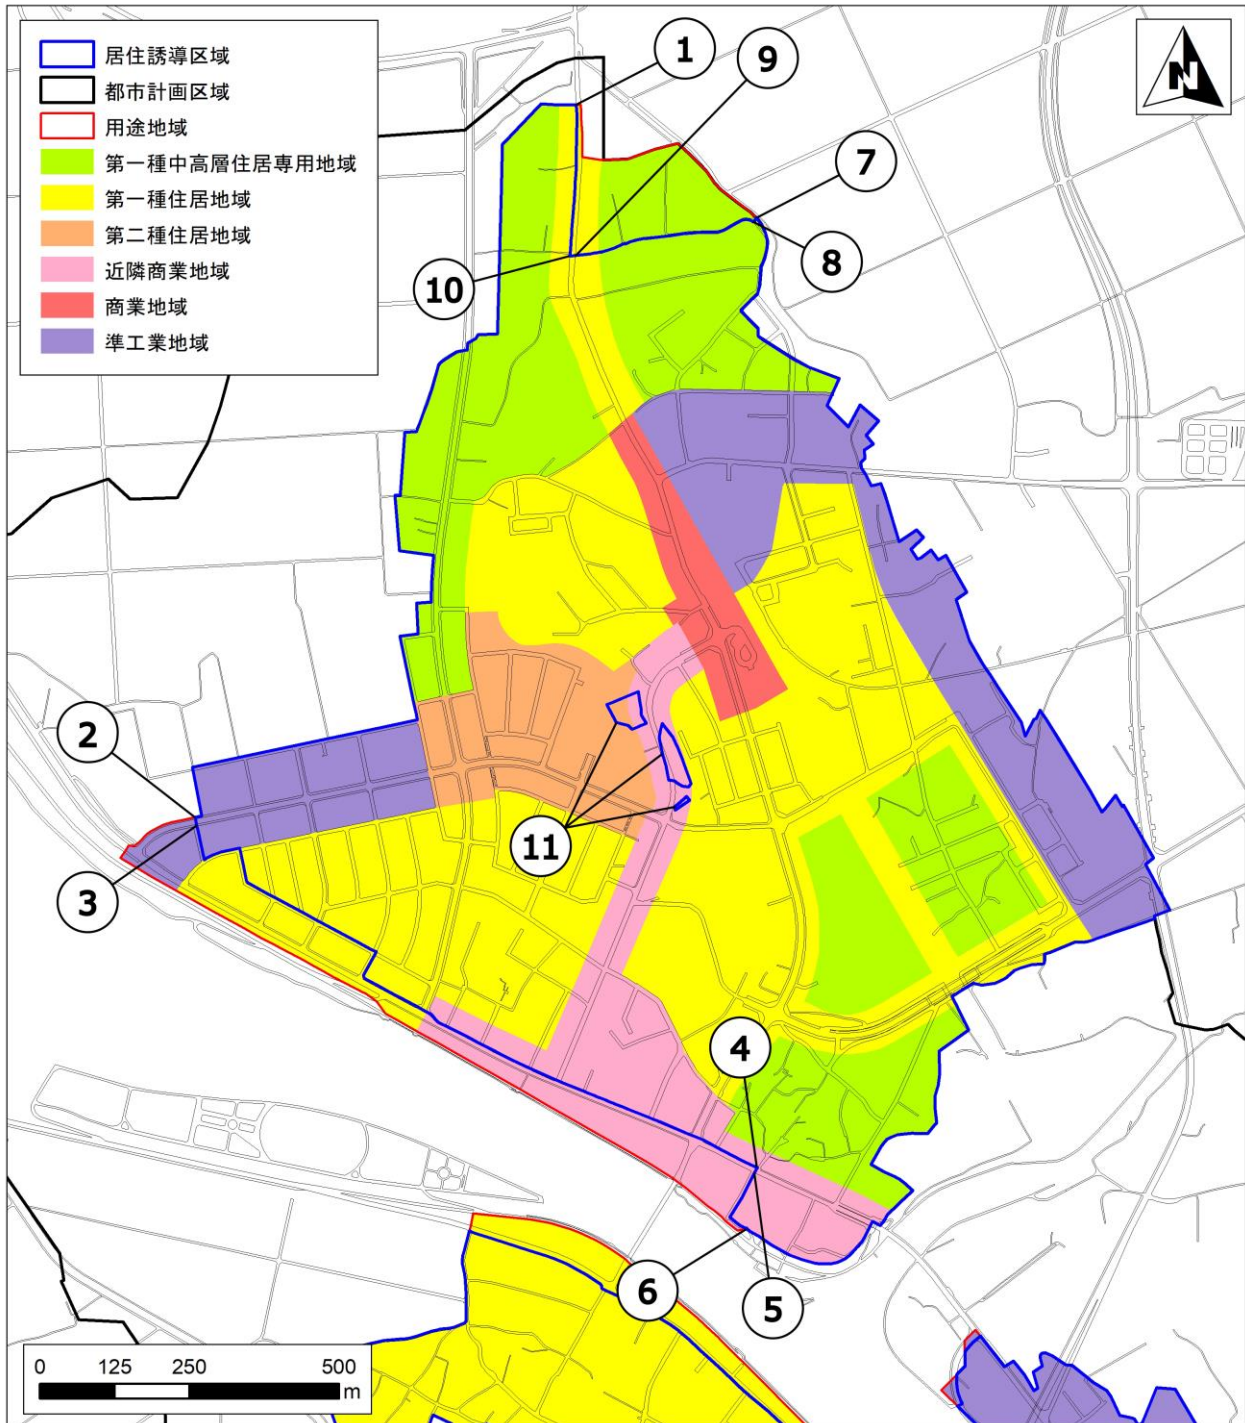 居住誘導区域
都市計画区域
用途地域
第一種中高層住居専用地域
第一種住居地域
第二種住居地域
近隣商業地域
商業地域
準工業地域
N
1
9
7
8
10
2
3
11
4
6
5
0 125 250 500
m